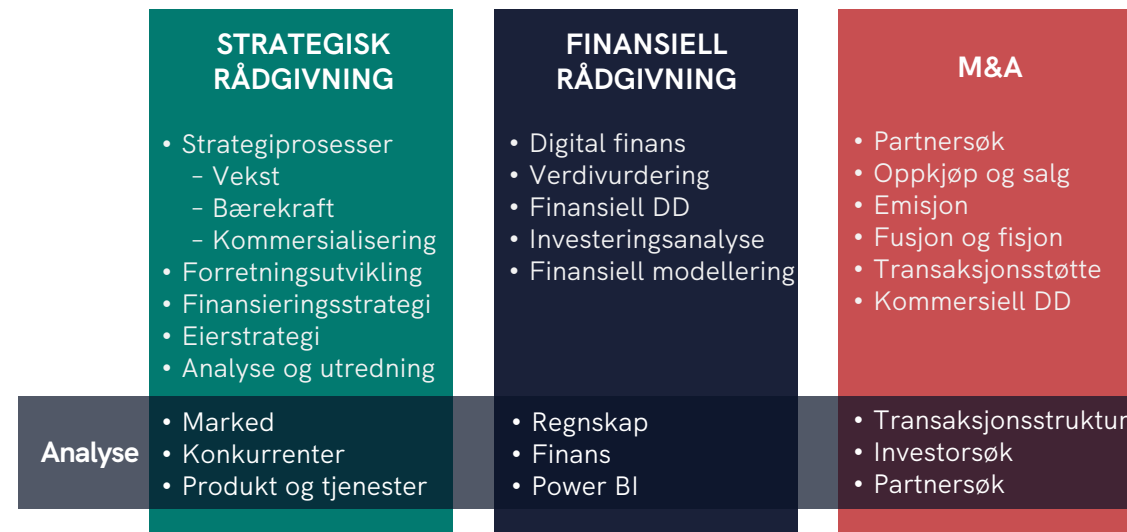 STRATEGISK
RÅDGIVNING
• Strategiprosesser
– Vekst
– Bærekraft
– Kommersialisering
• Forretningsutvikling
• Finansieringsstrategi
• Eierstrategi
• Analyse og utredning
FINANSIELL
RÅDGIVNING
• Digital finans
• Verdivurdering
• Finansiell DD
• Investeringsanalyse
• Finansiell modellering
M&A
• Partnersøk
• Oppkjøp og salg
• Emisjon
• Fusjon og fisjon
• Transaksjonsstøtte
• Kommersiell DD
Analyse
• Marked
• Konkurrenter
• Produkt og tjenester
• Regnskap
• Finans
• Power BI
• Transaksjonsstruktur
• Investorsøk
• Partnersøk